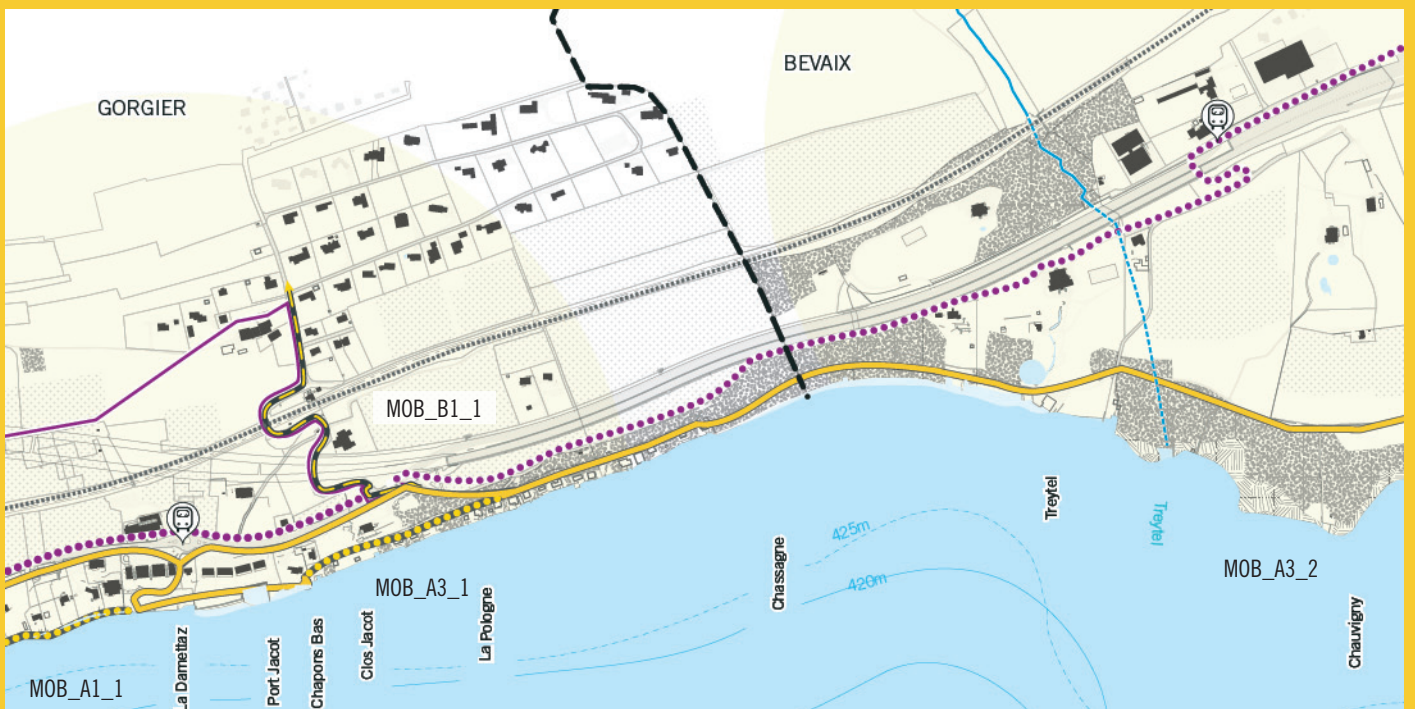 BEVAIX
GORGIER
MOB_B1_1
425m
420m
Treytel
Treytel
MOB_A3_2
MOB_A3_1
Chassagne
La Pologne
Clos Jacot
Chapons Bas
Port Jacot
La Damettaz
Chauvigny
MOB_A1_1